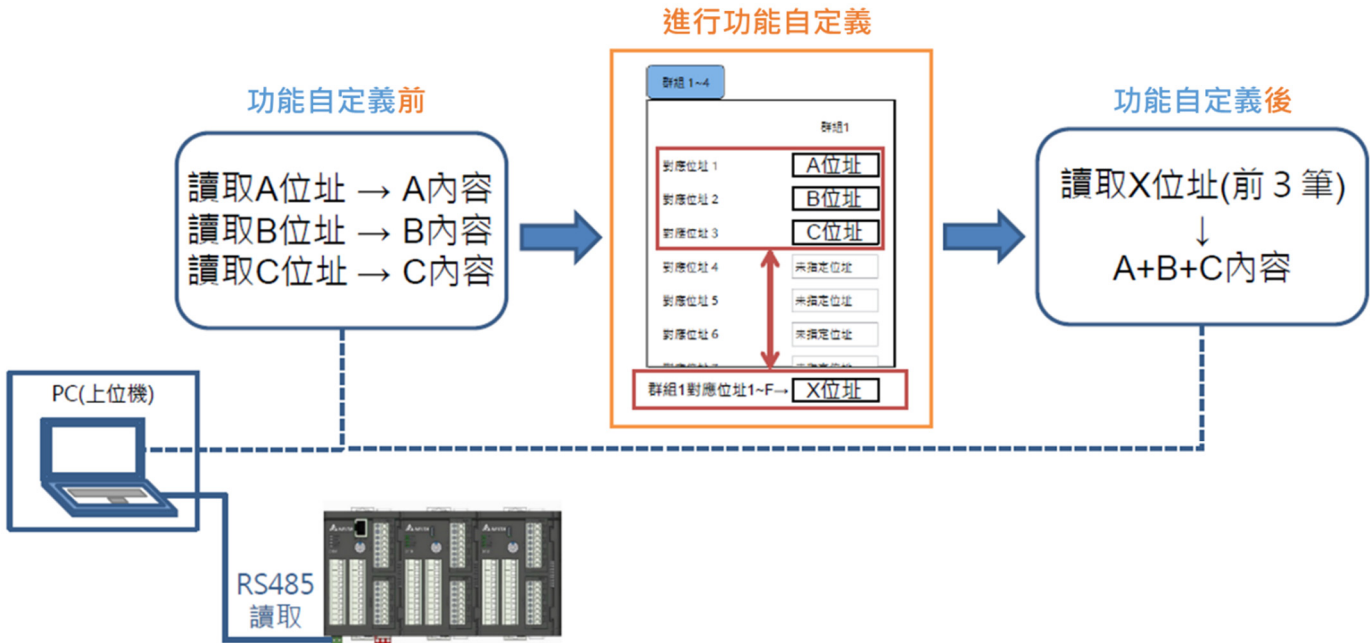 進行功能自定義
群組 1~4
群組1
對應位址 1
A位址
對應位址 2
B位址
對應位址 3
C位址
對應位址 4
未指定位址
對應位址 5
未指定位址
對應位址 6
未指定位址
群組1對應位址1~F→
X位址
功能自定義前
讀取A位址 → A內容
讀取B位址 → B內容
讀取C位址 → C內容
功能自定義後
讀取X位址(前 3 筆)
↓
A+B+C內容
PC(上位機)
RS485
讀取